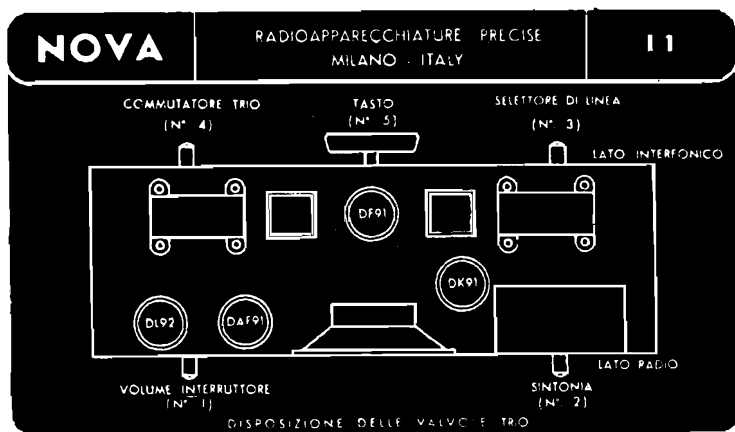 NOVA
RADIOAPPARECCHIATURE PRECISE
MILANO - ITALY
11
COMMUTATORE TRIO
(N° 4)
TASTO
(N° 5)
SELETTORE DI LINEA
(N° 3)
LATO INTERFONICO
DF91
DK91
DL92
DAF91
LATO RADIO
VOLUME INTERRUTTORE
(N° 1)
SINTONIA
(N° 2)
DISPOSIZIONE DELLE VALVOLE TRIO